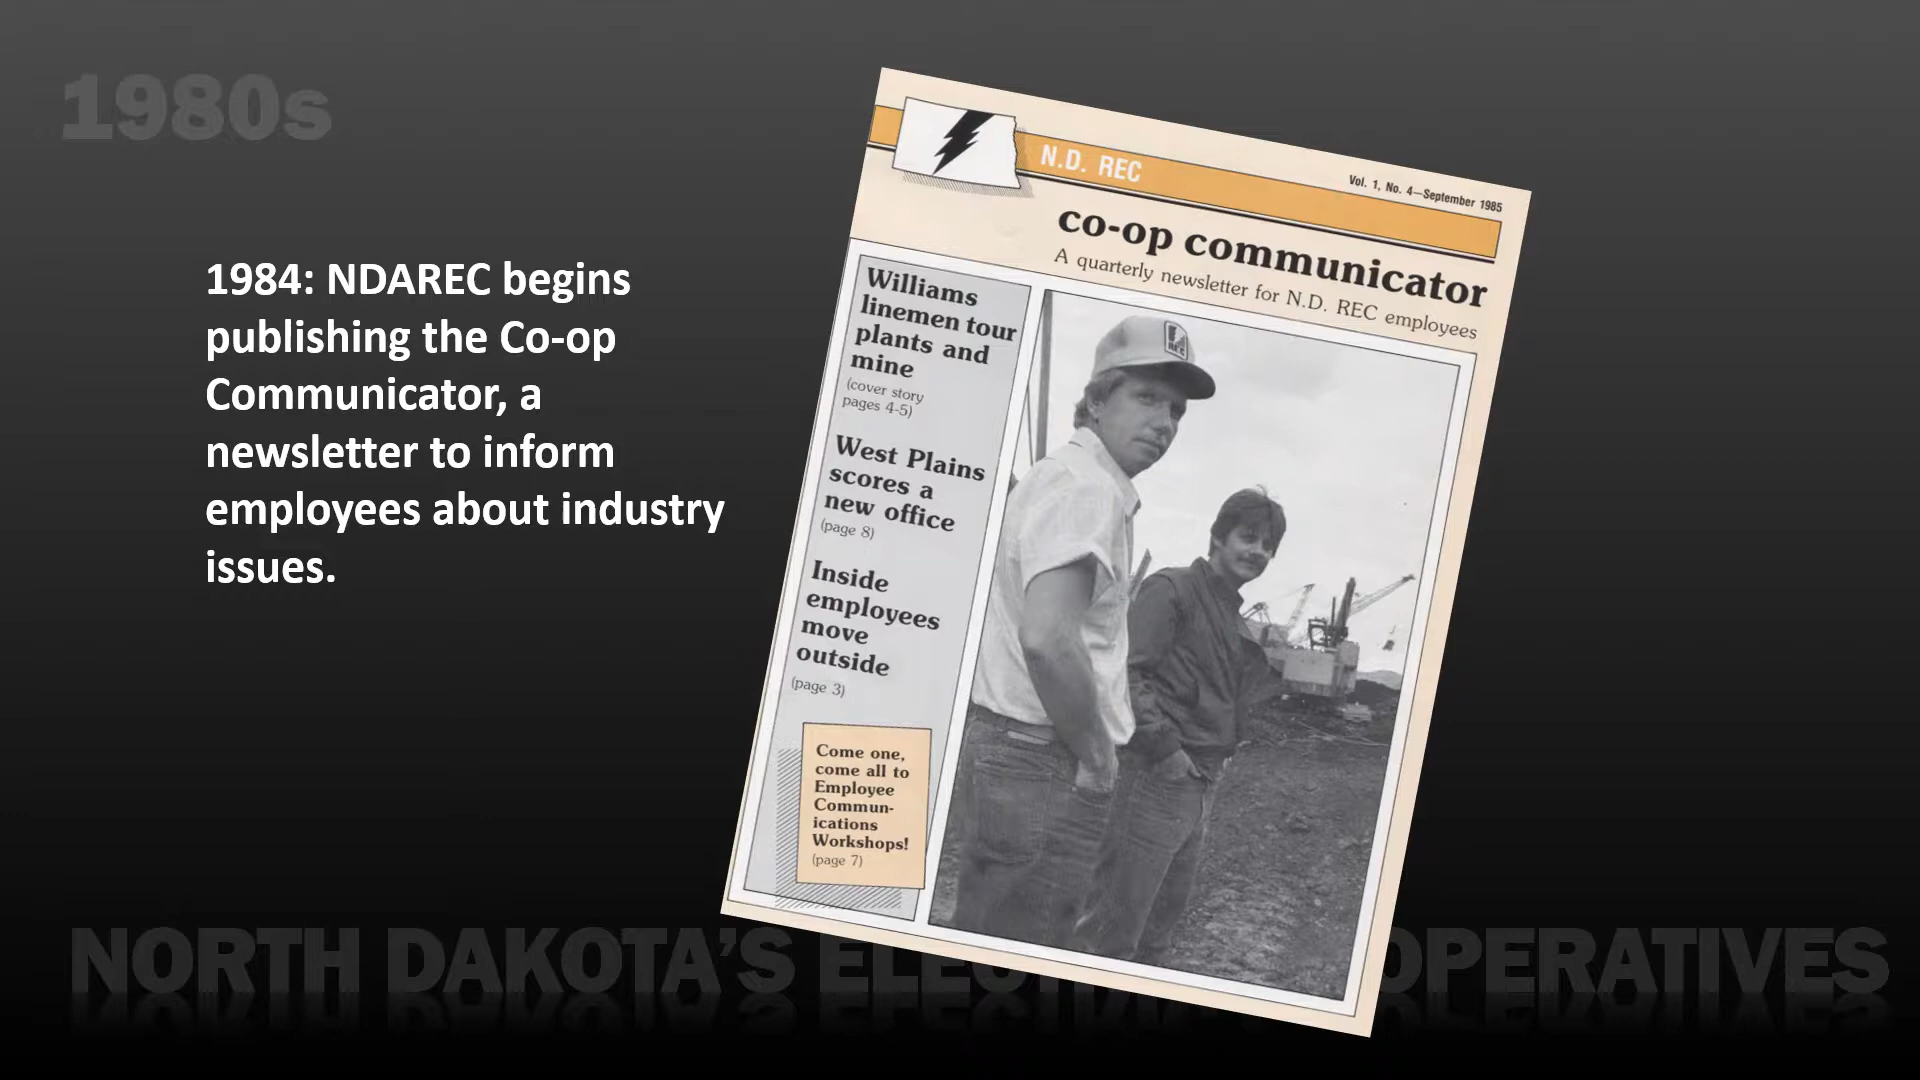 1980s
1984: NDAREC begins
publishing the Co-op
Communicator, a
newsletter to inform
employees about industry
issues.
N.D. REC
Vol. 1, No. 4—September 1985
co-op communicator
A quarterly newsletter for N.D. REC employees
Williams
linemen tour
plants and
mine
(cover story
pages 4-5)
West Plains
scores a
new office
(page 8)
Inside
employees
move
outside
(page 3)
Come one,
come all to
Employee
Commun-
ications
Workshops!
(page 7)
REC
NORTH DAKOTA’S